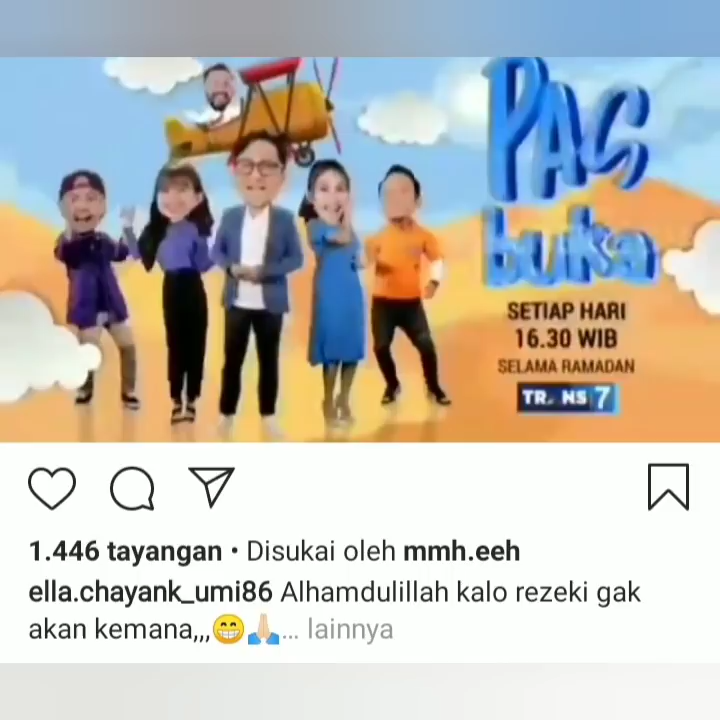 PAS
buka
SETIAP HARI
16.30 WIB
SELAMA RAMADAN
TRANS 7
1.446 tayangan • Disukai oleh mmh.eeh
ella.chayank_umi86 Alhamdulillah kalo rezeki gak
akan kemana,,,😁🙏🏻... lainnya